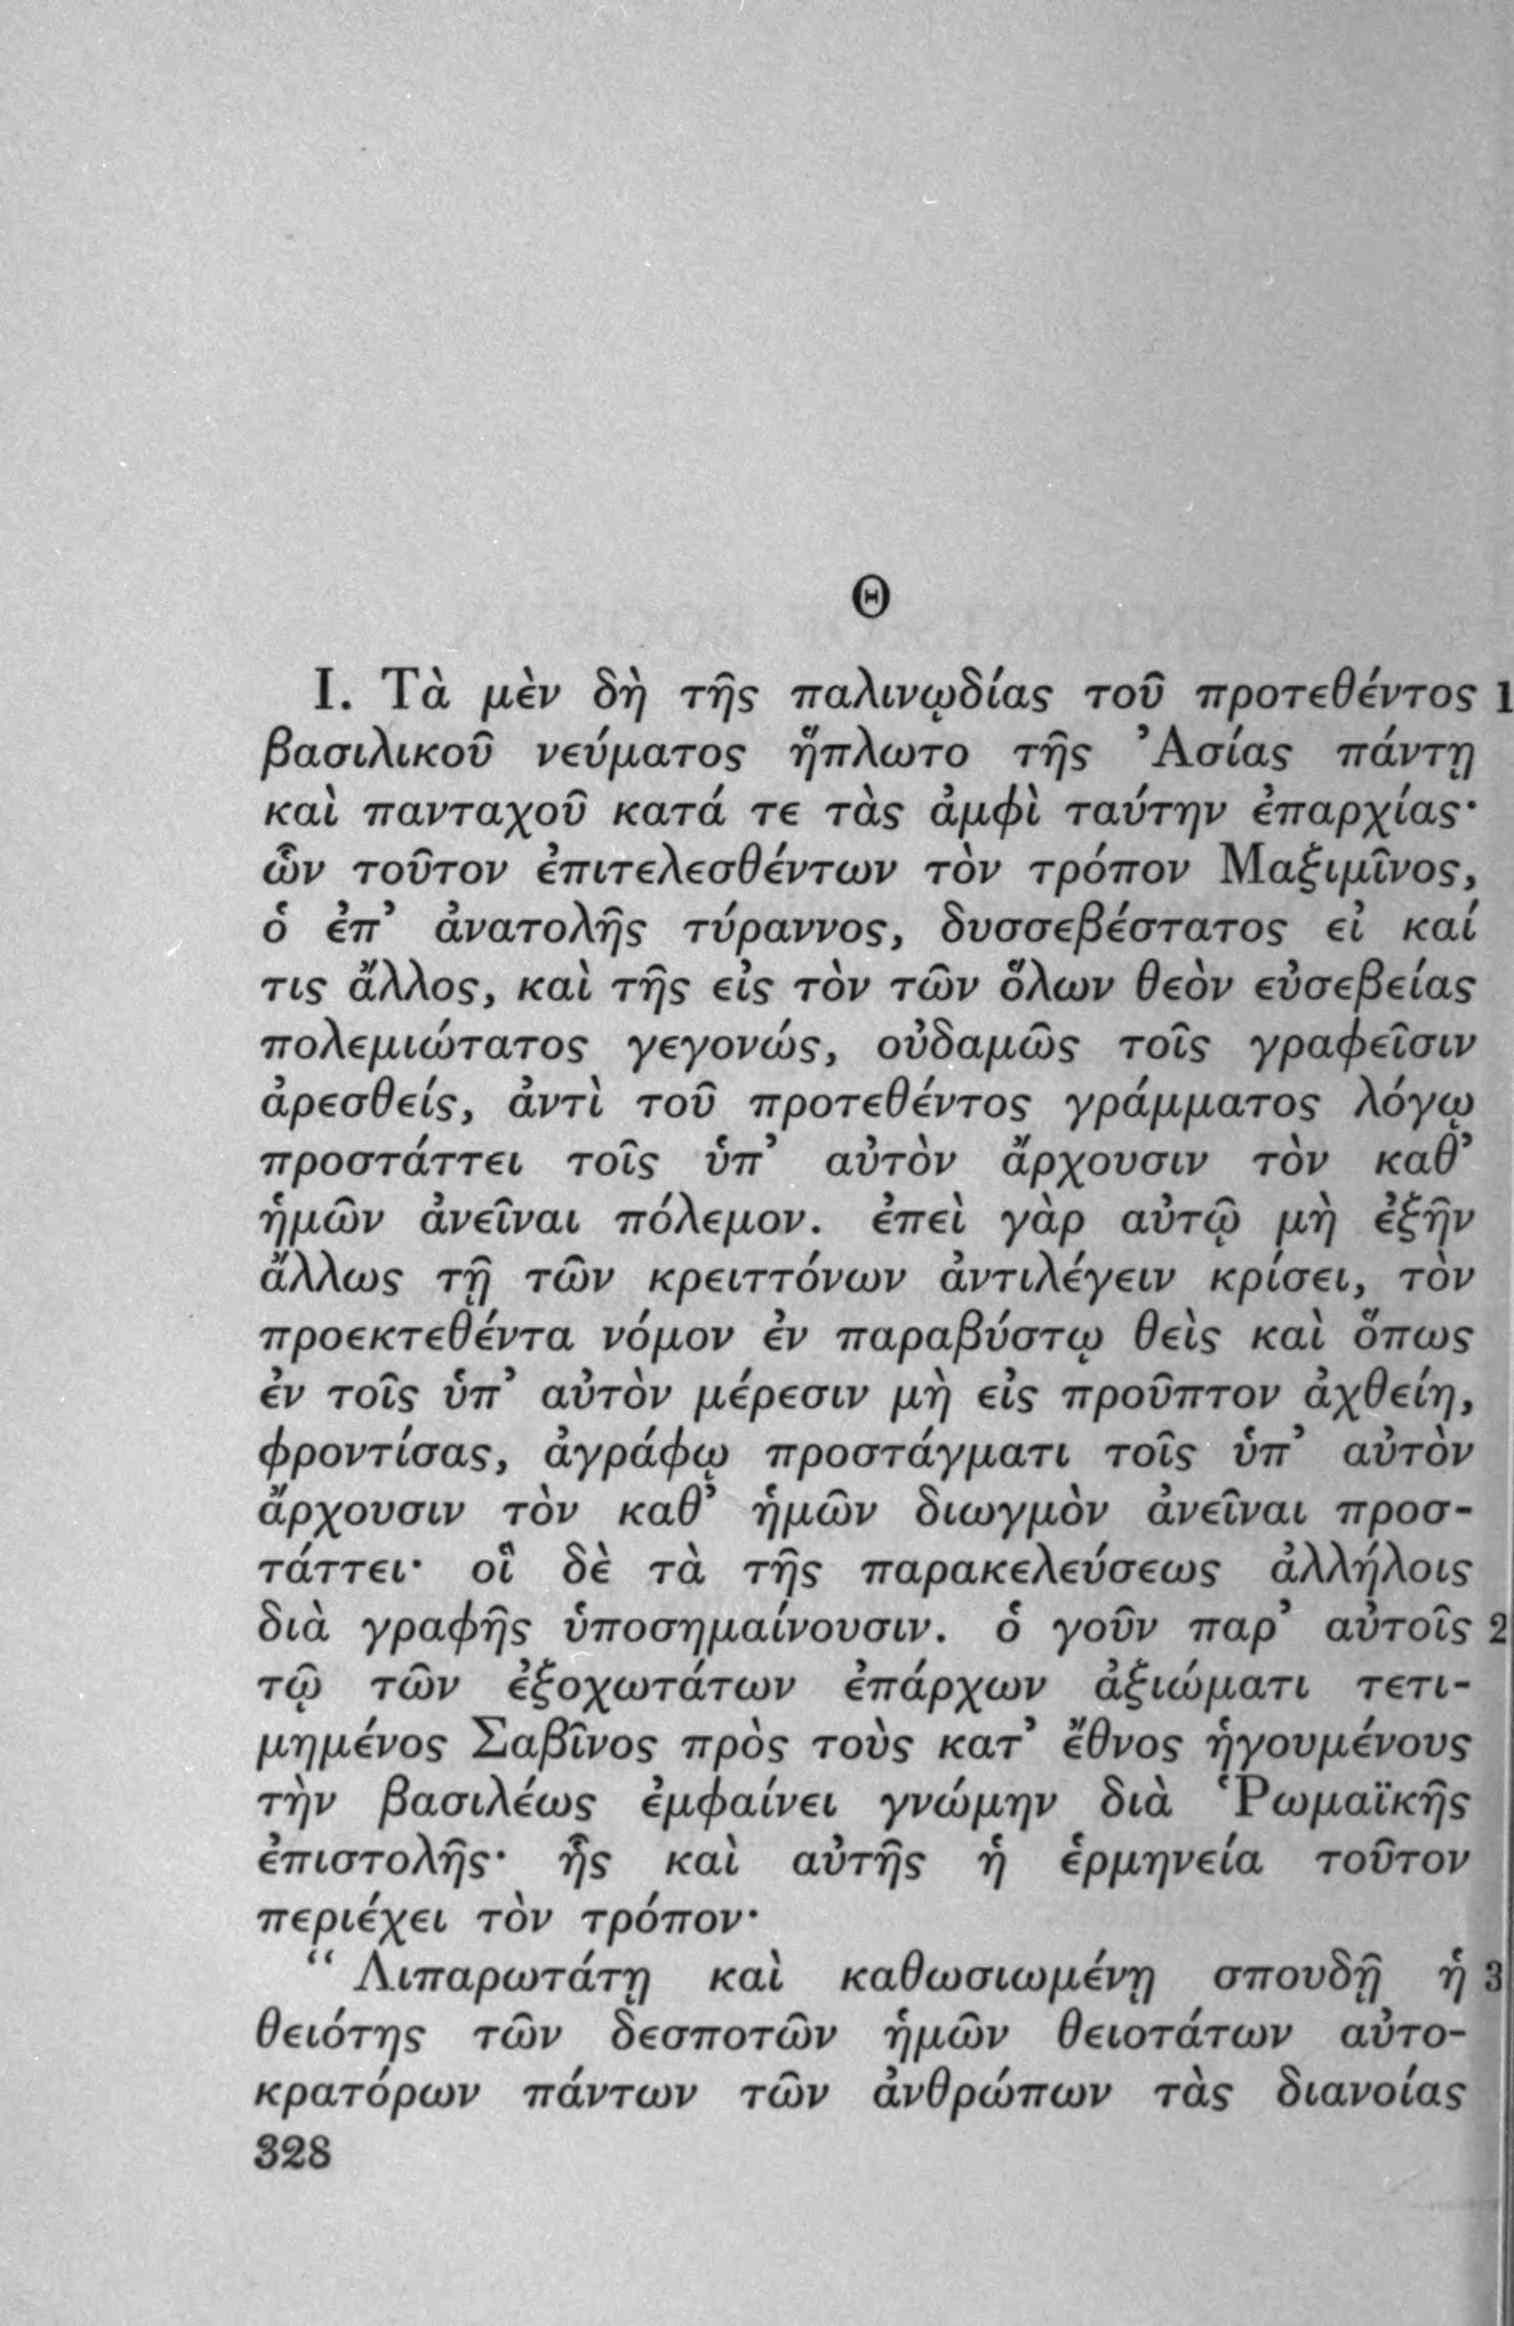 Θ
I. Τὰ μὲν δὴ τῆς παλινῳδίας τοῦ προτεθέντος 1
βασιλικοῦ νεύματος ἥπλωτο τῆς Ἀσίας πάντῃ
καὶ πανταχοῦ κατά τε τὰς ἀμφὶ ταύτην ἐπαρχίας·
ὧν τοῦτον ἐπιτελεσθέντων τὸν τρόπον Μαξιμῖνος,
ὁ ἐπ’ ἀνατολῆς τύραννος, δυσσεβέστατος εἰ καί
τις ἄλλος, καὶ τῆς εἰς τὸν τῶν ὅλων θεὸν εὐσεβείας
πολεμιώτατος γεγονώς, οὐδαμῶς τοῖς γραφεῖσιν
ἀρεσθείς, ἀντὶ τοῦ προτεθέντος γράμματος λόγῳ
προστάττει τοῖς ὑπ’ αὐτὸν ἄρχουσιν τὸν καθ’
ἡμῶν ἀνεῖναι πόλεμον. ἐπεὶ γὰρ αὐτῷ μὴ ἐξῆν
ἄλλως τῇ τῶν κρειττόνων ἀντιλέγειν κρίσει, τὸν
προεκτεθέντα νόμον ἐν παραβύστῳ θεὶς καὶ ὅπως
ἐν τοῖς ὑπ’ αὐτὸν μέρεσιν μὴ εἰς προῦπτον ἀχθείη,
φροντίσας, ἀγράφῳ προστάγματι τοῖς ὑπ’ αὐτὸν
ἄρχουσιν τὸν καθ’ ἡμῶν διωγμὸν ἀνεῖναι προσ-
τάττει· οἳ δὲ τὰ τῆς παρακελεύσεως ἀλλήλοις
διὰ γραφῆς ὑποσημαίνουσιν. ὁ γοῦν παρ’ αὐτοῖς 2
τῷ τῶν ἐξοχωτάτων ἐπάρχων ἀξιώματι τετι-
μημένος Σαβῖνος πρὸς τοὺς κατ’ ἔθνος ἡγουμένους
τὴν βασιλέως ἐμφαίνει γνώμην διὰ Ῥωμαϊκῆς
ἐπιστολῆς· ἧς καὶ αὐτῆς ἡ ἑρμηνεία τοῦτον
περιέχει τὸν τρόπον·
“ Λιπαρωτάτῃ καὶ καθωσιωμένῃ σπουδῇ ἡ 3
θειότης τῶν δεσποτῶν ἡμῶν θειοτάτων αὐτο-
κρατόρων πάντων τῶν ἀνθρώπων τὰς διανοίας
328